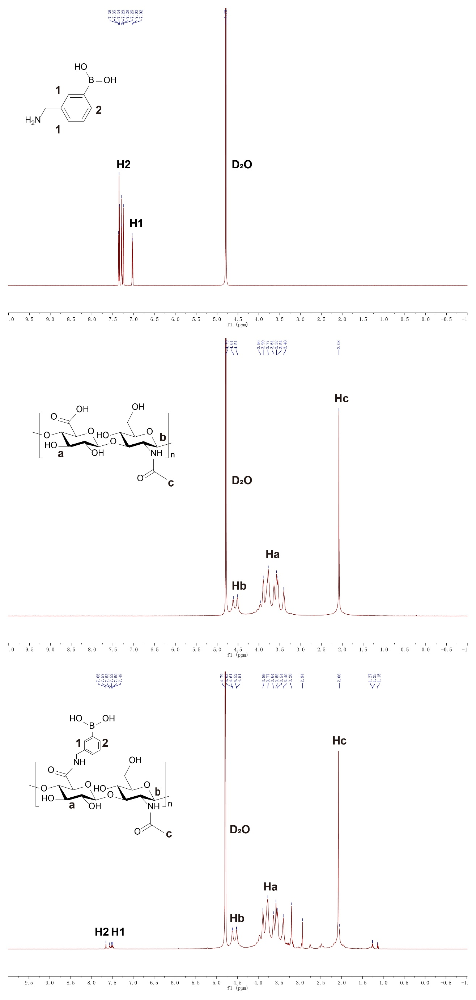 7.36 7.35 7.34 7.29 7.28 7.25 7.03 7.02 4.79
HO
B
OH
1
2
H₂N
1
H2
D₂O
H1
9.5 9.0 8.5 8.0 7.5 7.0 6.5 6.0 5.5 5.0 4.5 4.0 3.5 3.0 2.5 2.0 1.5 1.0 0.5 0.0 -0.5 -1
f1 (ppm)
4.79 4.61 4.51 3.96 3.90 3.77 3.64 3.58 3.54 3.40 2.08
Hc
OH
OH
O
O
O
HO
O
b
O
HO
a
OH
NH
n
O
c
D₂O
Ha
Hb
9.5 9.0 8.5 8.0 7.5 7.0 6.5 6.0 5.5 5.0 4.5 4.0 3.5 3.0 2.5 2.0 1.5 1.0 0.5 0.0 -0.5 -1
f1 (ppm)
7.65 7.57 7.53 7.52 7.50 7.48 4.79 4.62 4.61 4.52 4.51 3.89 3.77 3.64 3.58 3.54 3.40 3.20 2.94 2.06 1.27 1.25 1.15
HO
OH
B
1
2
Hc
NH
OH
O
O
O
HO
O
b
O
HO
a
OH
NH
n
O
c
D₂O
Ha
Hb
H2 H1
9.5 9.0 8.5 8.0 7.5 7.0 6.5 6.0 5.5 5.0 4.5 4.0 3.5 3.0 2.5 2.0 1.5 1.0 0.5 0.0 -0.5 -1.
f1 (ppm)